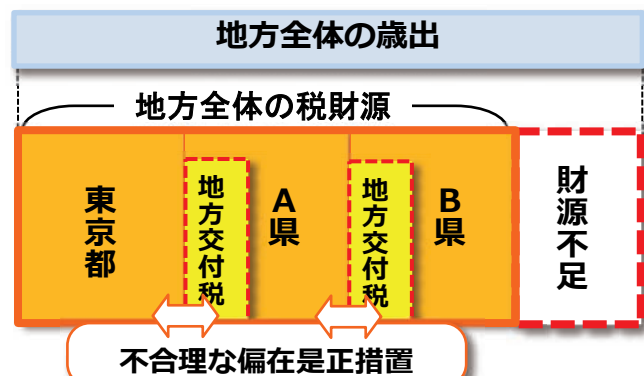 地方全体の歳出
地方全体の税財源
東京都
地方交付税
A県
地方交付税
B県
財源不足
不合理な偏在是正措置